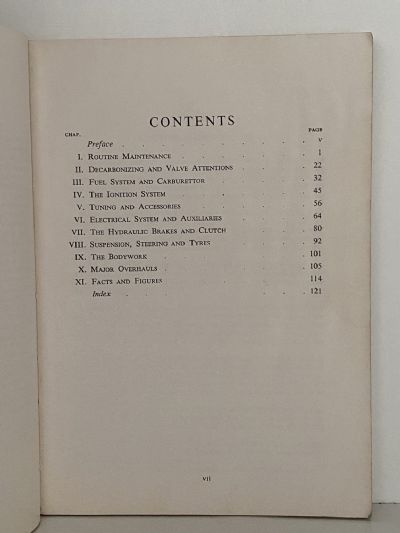 CONTENTS
CHAP. PAGE
Preface . . . . . . . v
I. Routine Maintenance . . . . . 1
II. Decarbonizing and Valve Attentions . . . 22
III. Fuel System and Carburettor . . . . 32
IV. The Ignition System . . . . . 45
V. Tuning and Accessories . . . . 56
VI. Electrical System and Auxiliaries . . . 64
VII. The Hydraulic Brakes and Clutch . . . 80
VIII. Suspension, Steering and Tyres . . . 92
IX. The Bodywork . . . . . . 101
X. Major Overhauls . . . . . 105
XI. Facts and Figures . . . . . 114
Index . . . . . . . 121
vii